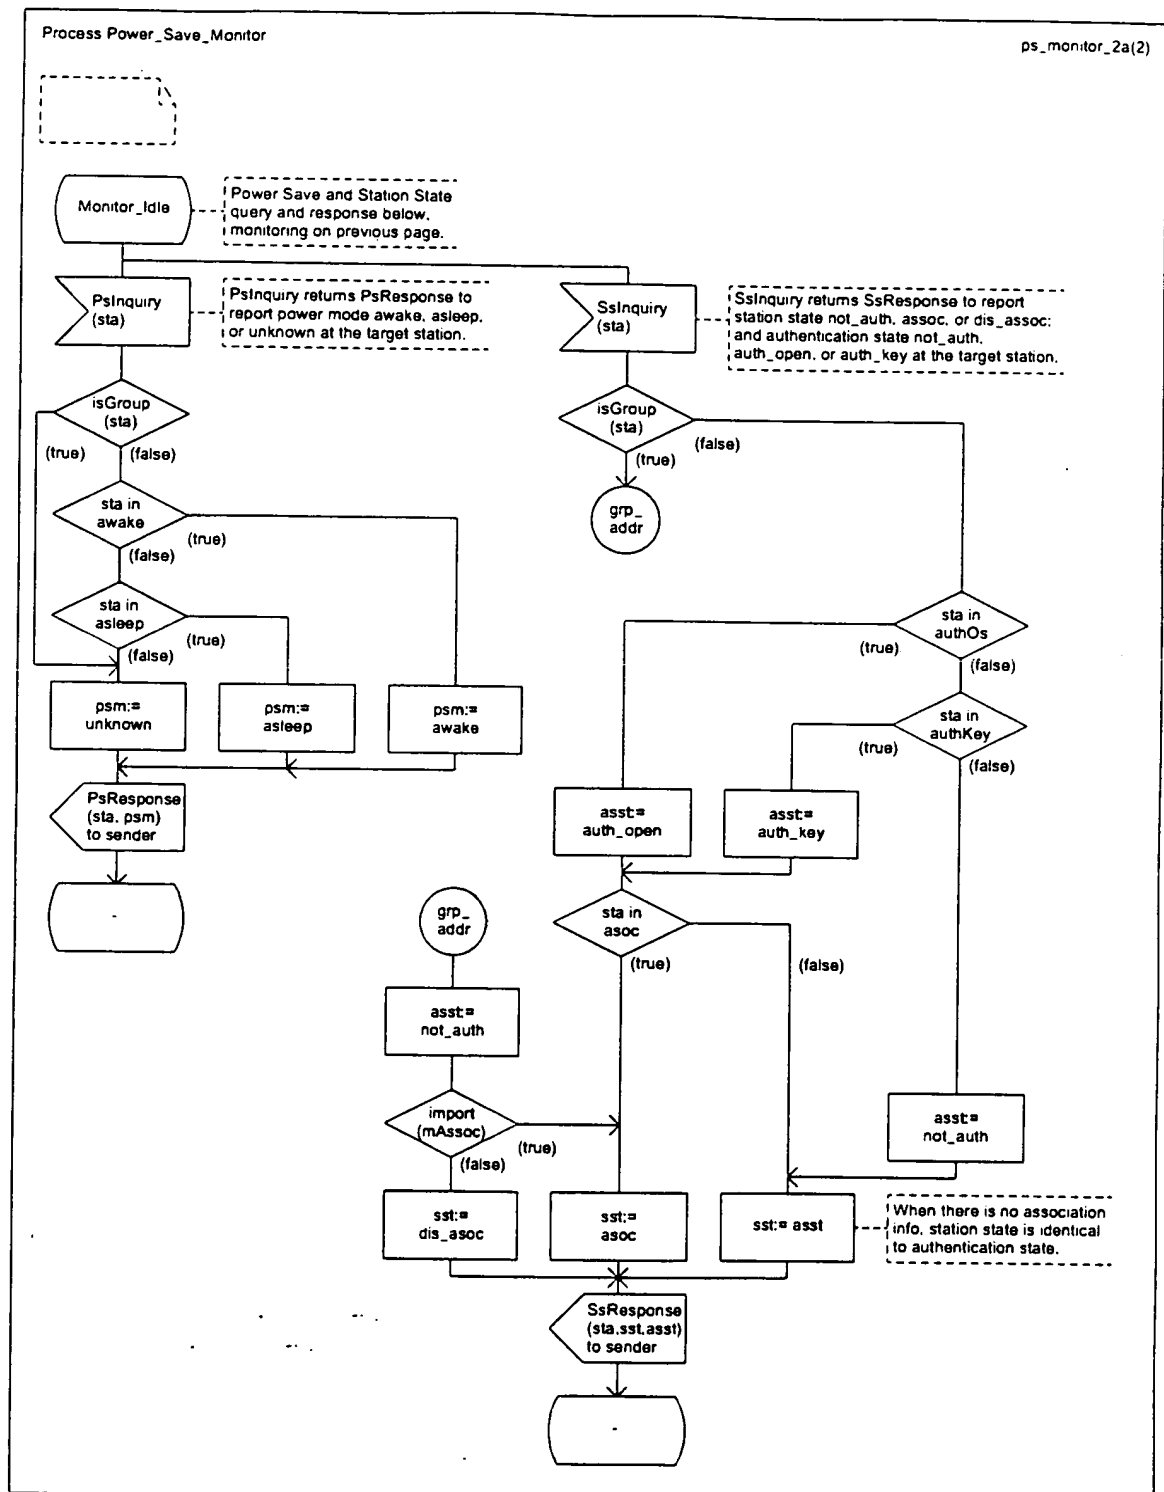 Process Power_Save_Monitor
ps_monitor_2a(2)
Monitor_Idle
Power Save and Station State
query and response below,
monitoring on previous page.
PsInquiry
(sta)
PsInquiry returns PsResponse to
report power mode awake, asleep,
or unknown at the target station.
SsInquiry
(sta)
SsInquiry returns SsResponse to report
station state not_auth, assoc, or dis_assoc;
and authentication state not_auth,
auth_open, or auth_key at the target station.
isGroup
(sta)
(true)
(false)
isGroup
(sta)
(false)
(true)
grp_
addr
sta in
awake
(true)
(false)
sta in
asleep
(true)
(false)
sta in
authOs
(true)
(false)
psm:=
unknown
psm:=
asleep
psm:=
awake
sta in
authKey
(true)
(false)
PsResponse
(sta, psm)
to sender
asst:=
auth_open
asst:=
auth_key
-
grp_
addr
sta in
asoc
(true)
(false)
asst:=
not_auth
import
(mAssoc)
(true)
(false)
asst:=
not_auth
sst:=
dis_asoc
sst:=
asoc
sst:= asst
When there is no association
info, station state is identical
to authentication state.
SsResponse
(sta,sst,asst)
to sender
-